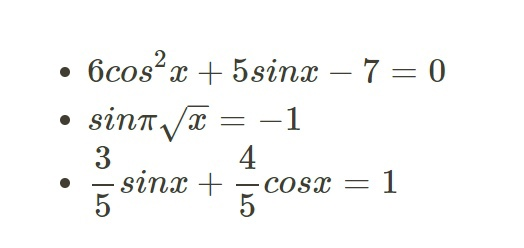 • 6cos²x + 5sinx − 7 = 0
• sinπ√x = −1
• 3/5 sinx + 4/5 cosx = 1